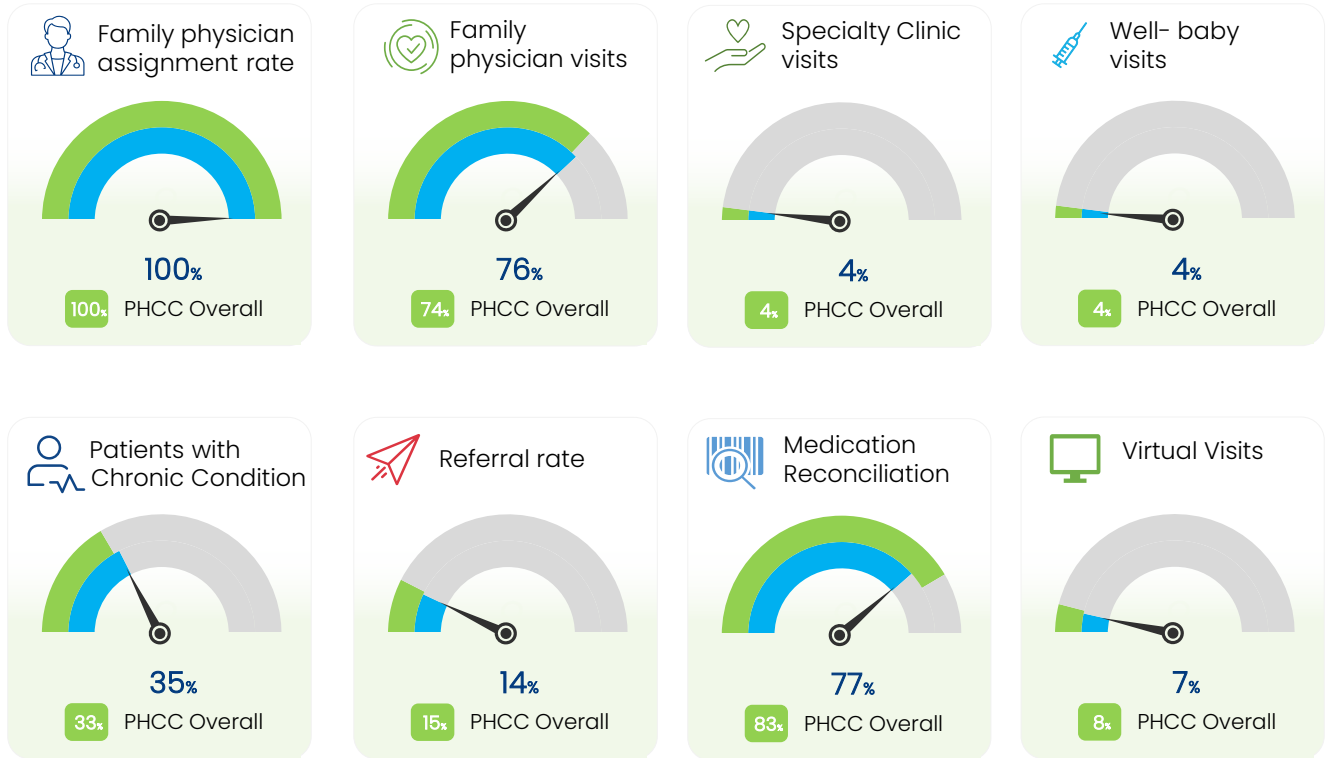 Family physician
assignment rate
100%
100% PHCC Overall
Family
physician visits
76%
74% PHCC Overall
Specialty Clinic
visits
4%
4% PHCC Overall
Well- baby
visits
4%
4% PHCC Overall
Patients with
Chronic Condition
35%
33% PHCC Overall
Referral rate
14%
15% PHCC Overall
Medication
Reconciliation
77%
83% PHCC Overall
Virtual Visits
7%
8% PHCC Overall